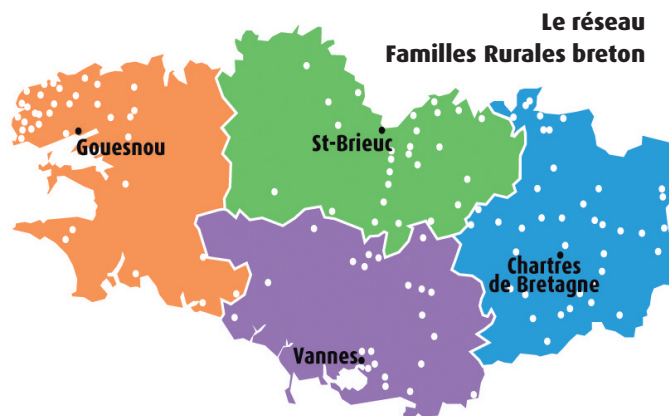 Le réseau
Familles Rurales breton
Gouesnou
St-Brieuc
Chartres
de Bretagne
Vannes